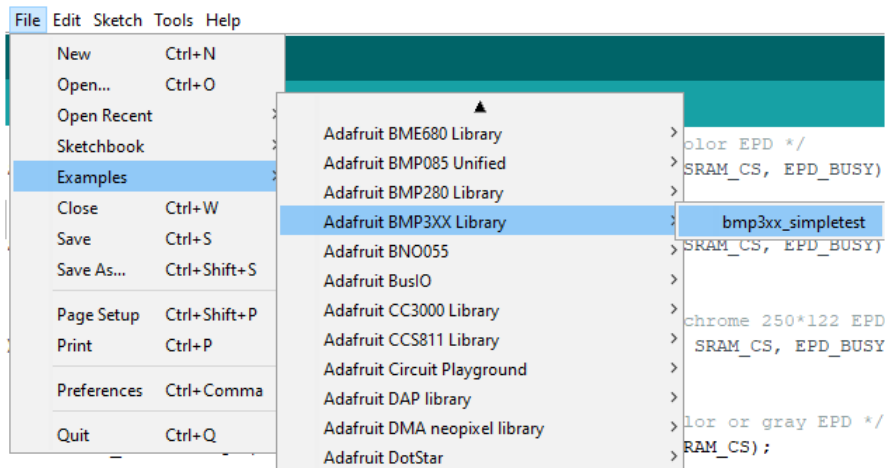 File Edit Sketch Tools Help
New Ctrl+N
Open... Ctrl+O
Open Recent
Sketchbook
Examples
Close Ctrl+W
Save Ctrl+S
Save As... Ctrl+Shift+S
Page Setup Ctrl+Shift+P
Print Ctrl+P
Preferences Ctrl+Comma
Quit Ctrl+Q
Adafruit BME680 Library
Adafruit BMP085 Unified
Adafruit BMP280 Library
Adafruit BMP3XX Library
Adafruit BNO055
Adafruit BusIO
Adafruit CC3000 Library
Adafruit CCS811 Library
Adafruit Circuit Playground
Adafruit DAP library
Adafruit DMA neopixel library
Adafruit DotStar
bmp3xx_simpletest
olor EPD */
SRAM_CS, EPD_BUSY)
SRAM_CS, EPD_BUSY)
chrome 250*122 EPD
SRAM_CS, EPD_BUSY
lor or gray EPD */
RAM_CS);